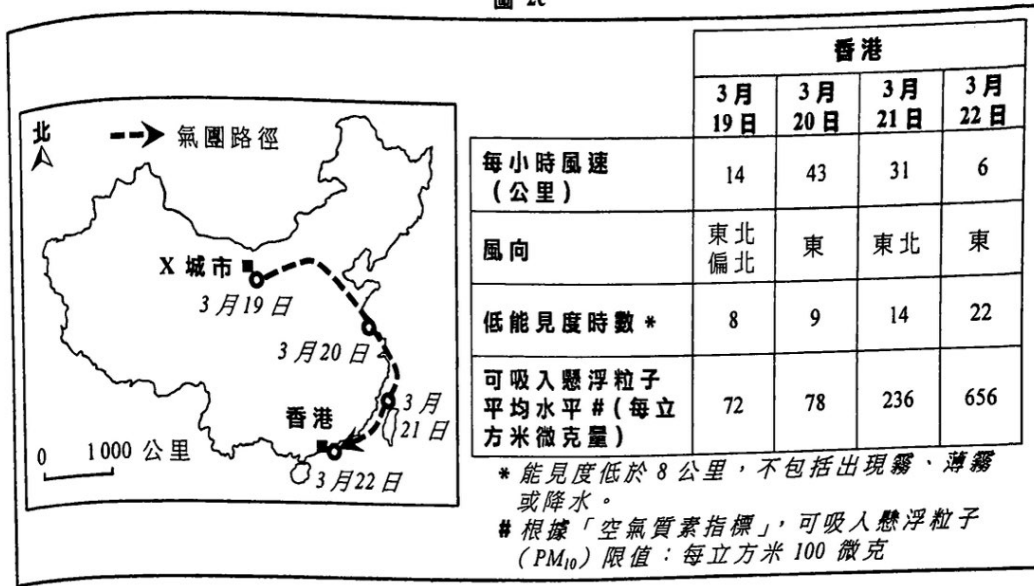 圖 2c
北
氣團路徑
X 城市
3月19日
3月20日
3月
21日
香港
3月22日
0 1000 公里
香港
3月
19日
3月
20日
3月
21日
3月
22日
每小時風速
（公里）
14
43
31
6
風向
東北
偏北
東
東北
東
低能見度時數 *
8
9
14
22
可吸入懸浮粒子
平均水平 #（每立
方米微克量）
72
78
236
656
* 能見度低於 8 公里，不包括出現霧、薄霧
或降水。
# 根據「空氣質素指標」，可吸入懸浮粒子
（PM₁₀）限值：每立方米 100 微克